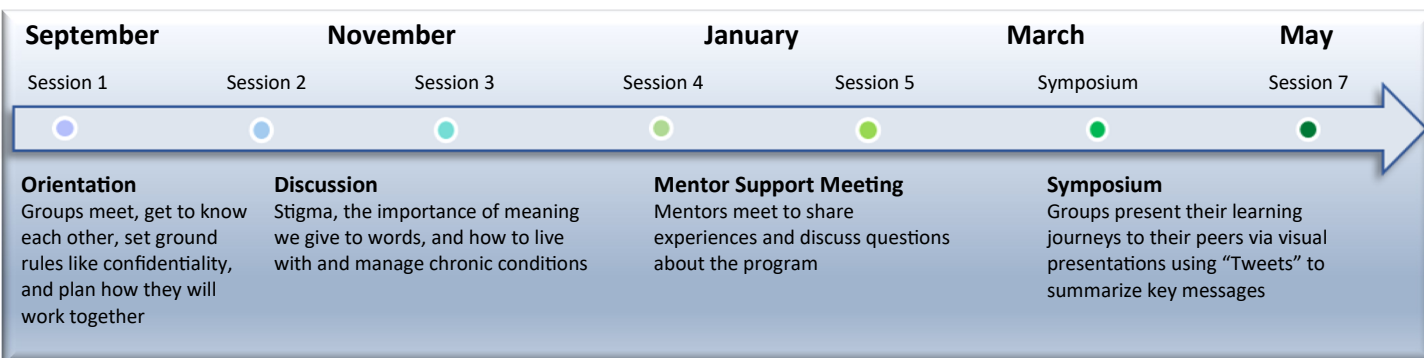 September November January March May
Session 1 Session 2 Session 3 Session 4 Session 5 Symposium Session 7
Orientation
Groups meet, get to know
each other, set ground
rules like confidentiality,
and plan how they will
work together
Discussion
Stigma, the importance of meaning
we give to words, and how to live
with and manage chronic conditions
Mentor Support Meeting
Mentors meet to share
experiences and discuss questions
about the program
Symposium
Groups present their learning
journeys to their peers via visual
presentations using “Tweets” to
summarize key messages